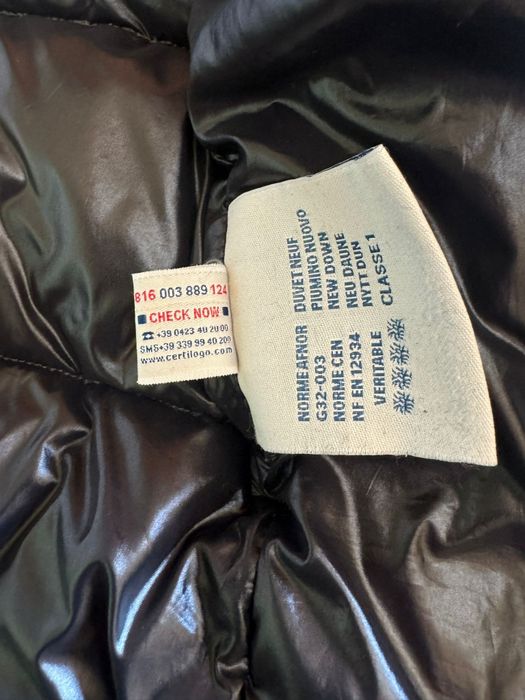 816 003 889 124
CHECK NOW
☎+39 0423 48 20 00
SMS+39 339 99 40 200
www.certilogo.com
NORME AFNOR
G32-003
NORME CEN
NF EN 12934
VERITABLE
DUVET NEUF
PIUMINO NUOVO
NEW DOWN
NEU DAUNE
NYTT DUN
CLASSE 1